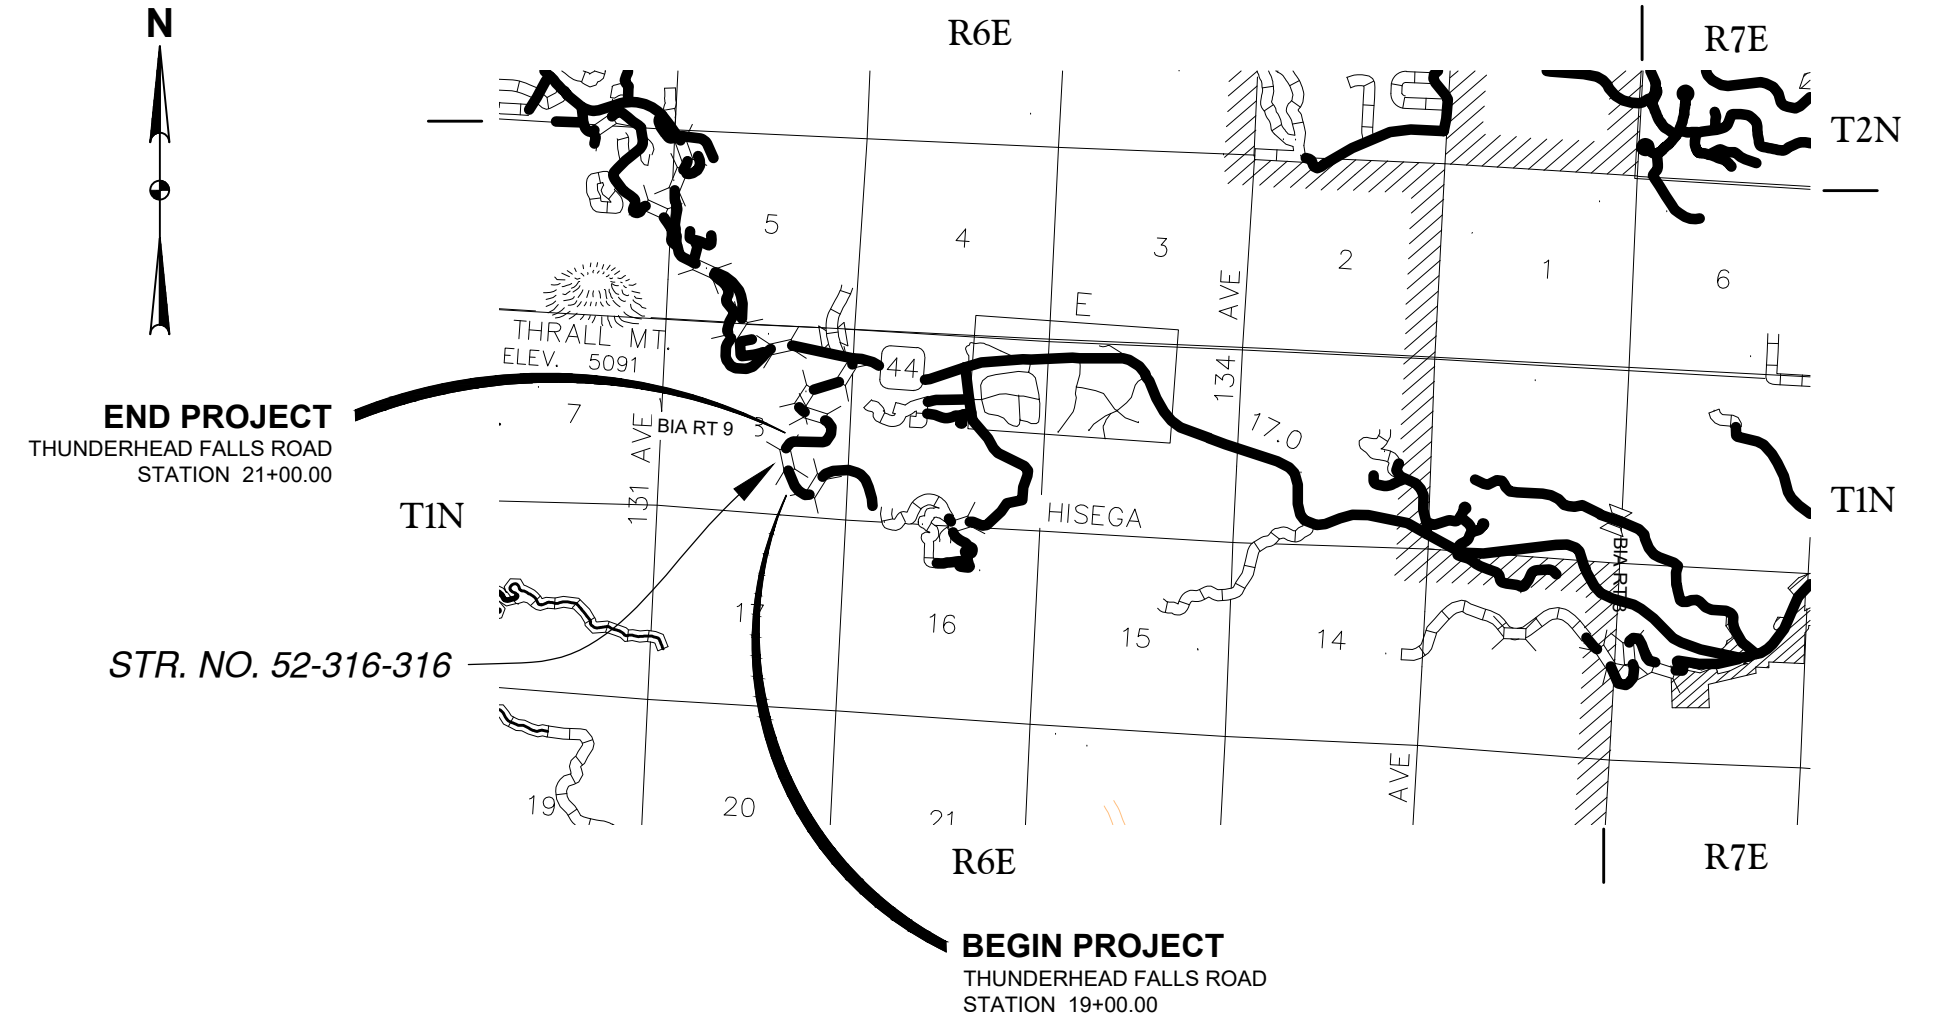 N
R6E
R7E
T2N
5
4
3
2
1
6
E
134 AVE
THRALL MT.
ELEV. 5091
44
END PROJECT
THUNDERHEAD FALLS ROAD
STATION 21+00.00
7
131 AVE
BIA RT 9
17.0
T1N
HISEGA
T1N
17
16
15
14
STR. NO. 52-316-316
19
20
21
AVE
R6E
R7E
BEGIN PROJECT
THUNDERHEAD FALLS ROAD
STATION 19+00.00